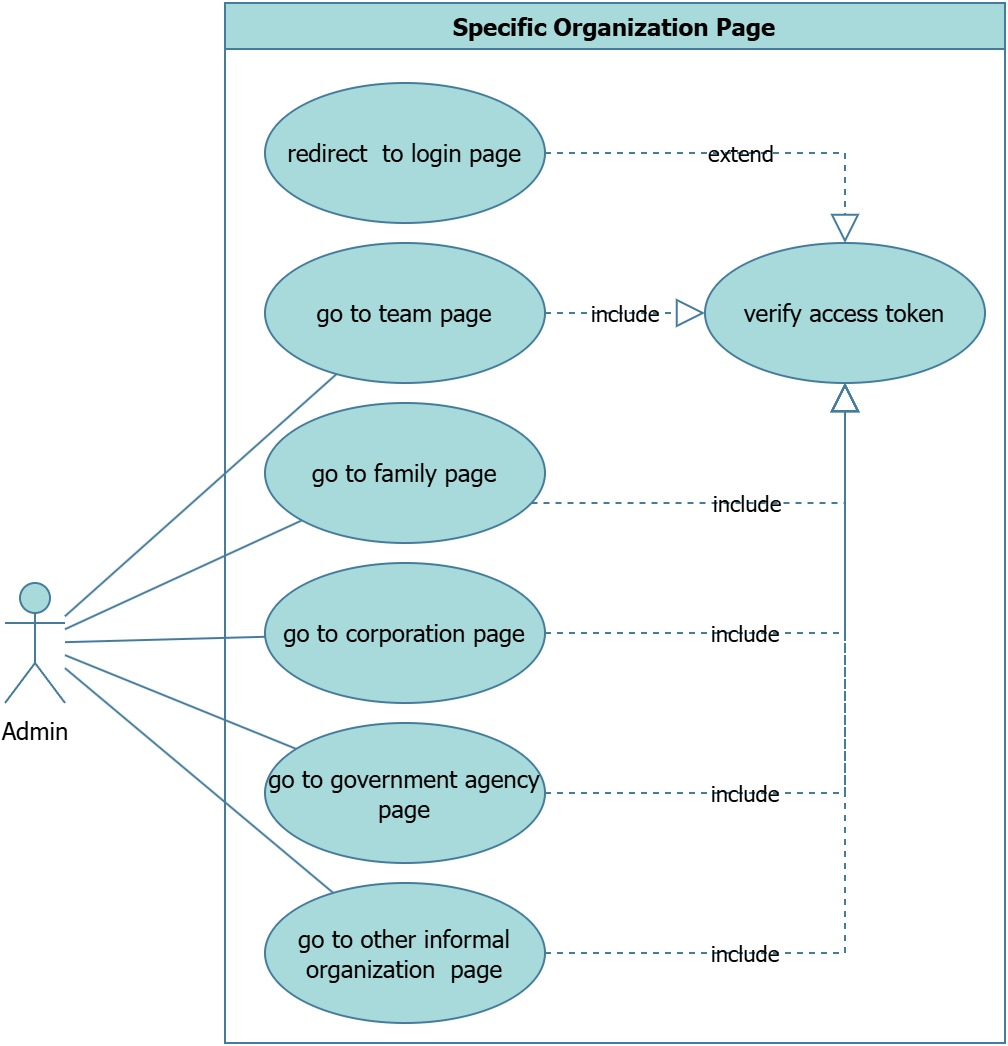 Specific Organization Page
redirect  to login page
extend
go to team page
include
verify access token
go to family page
include
go to corporation page
include
Admin
go to government agency
page
include
go to other informal
organization  page
include